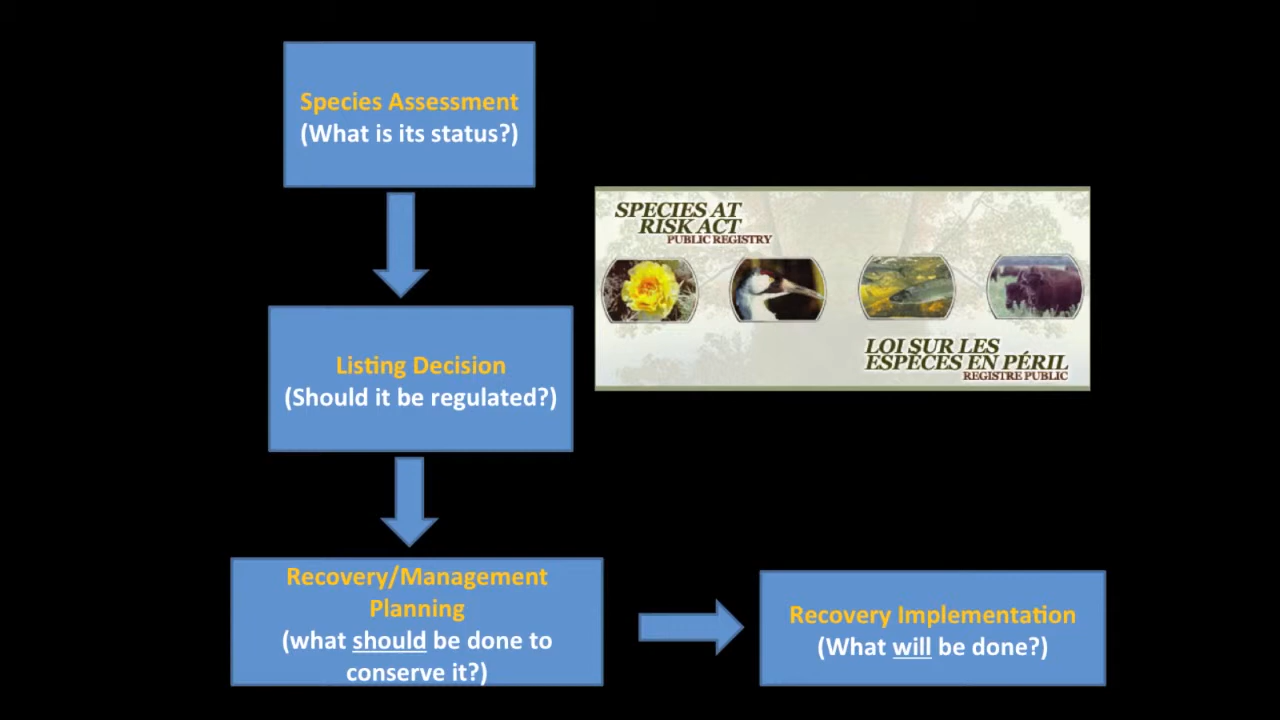 Species Assessment
(What is its status?)
SPECIES AT
RISK ACT
PUBLIC REGISTRY
LOI SUR LES
ESPÈCES EN PÉRIL
REGISTRE PUBLIC
Listing Decision
(Should it be regulated?)
Recovery/Management
Planning
(what should be done to
conserve it?)
Recovery Implementation
(What will be done?)